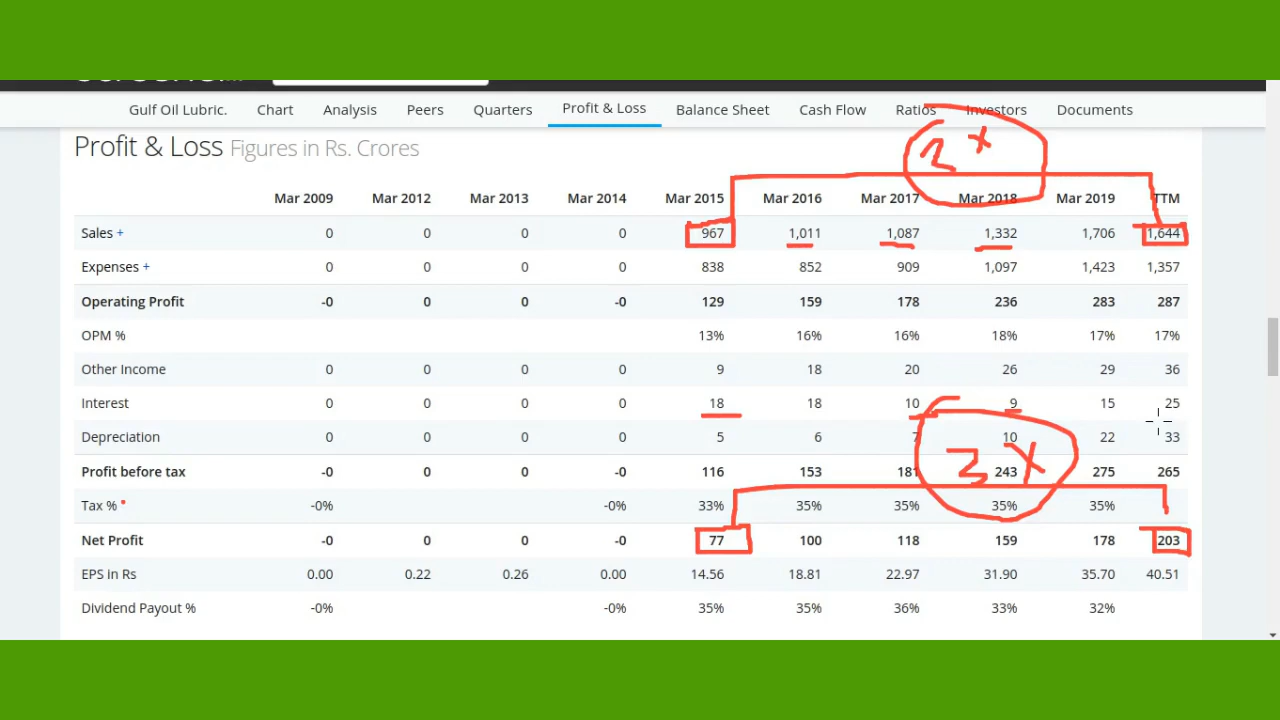 Gulf Oil Lubric. Chart Analysis Peers Quarters Profit & Loss Balance Sheet Cash Flow Ratios Investors Documents
2x
Profit & Loss Figures in Rs. Crores
Mar 2009 Mar 2012 Mar 2013 Mar 2014 Mar 2015 Mar 2016 Mar 2017 Mar 2018 Mar 2019 TTM
Sales + 0 0 0 0 967 1,011 1,087 1,332 1,706 1,644
Expenses + 0 0 0 0 838 852 909 1,097 1,423 1,357
Operating Profit -0 0 0 -0 129 159 178 236 283 287
OPM % 13% 16% 16% 18% 17% 17%
Other Income 0 0 0 0 9 18 20 26 29 36
Interest 0 0 0 0 18 18 10 9 15 25
Depreciation 0 0 0 0 5 6 7 10 22 33
3x
Profit before tax -0 0 0 -0 116 153 181 243 275 265
Tax % -0% -0% 33% 35% 35% 35% 35%
Net Profit -0 0 0 -0 77 100 118 159 178 203
EPS in Rs 0.00 0.22 0.26 0.00 14.56 18.81 22.97 31.90 35.70 40.51
Dividend Payout % -0% -0% 35% 35% 36% 33% 32%